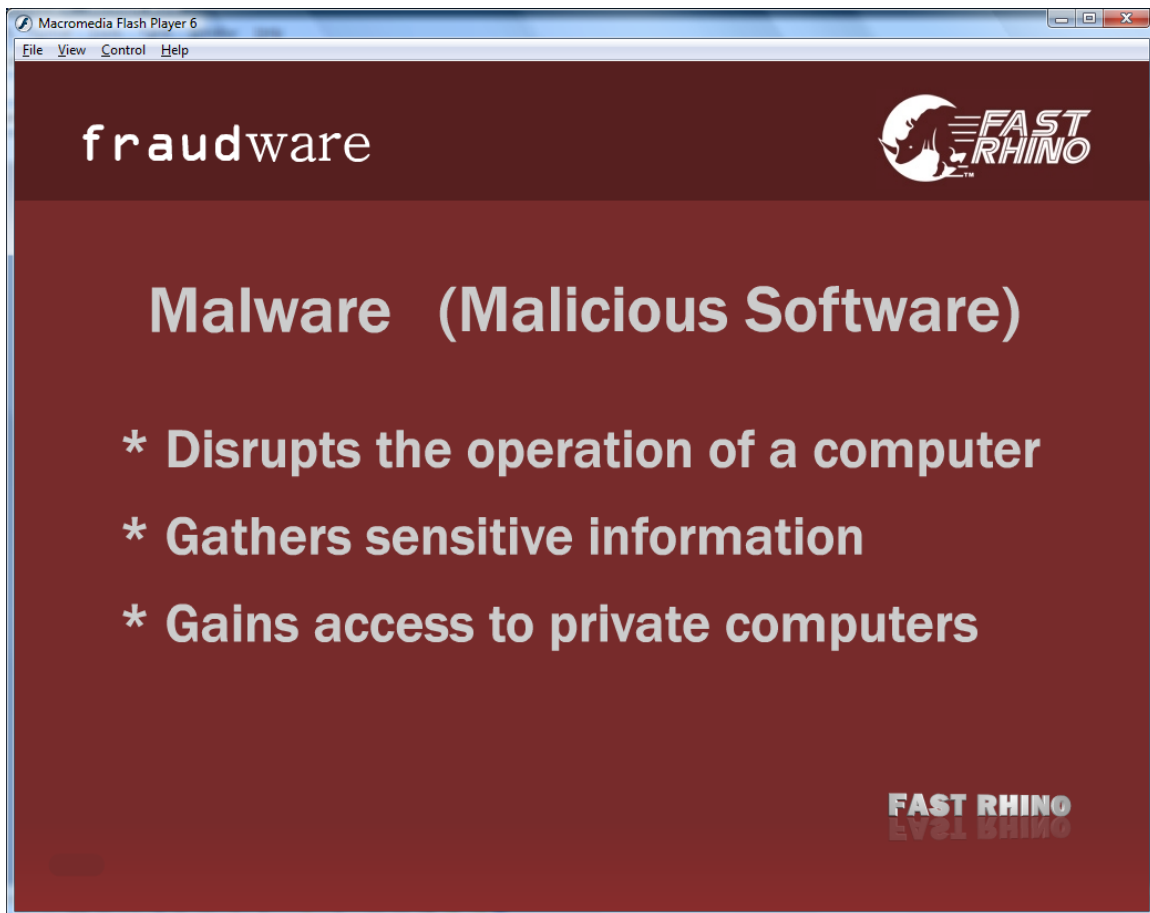 Macromedia Flash Player 6
File View Control Help
fraudware
FAST
RHINO
TM
Malware (Malicious Software)
* Disrupts the operation of a computer
* Gathers sensitive information
* Gains access to private computers
FAST RHINO